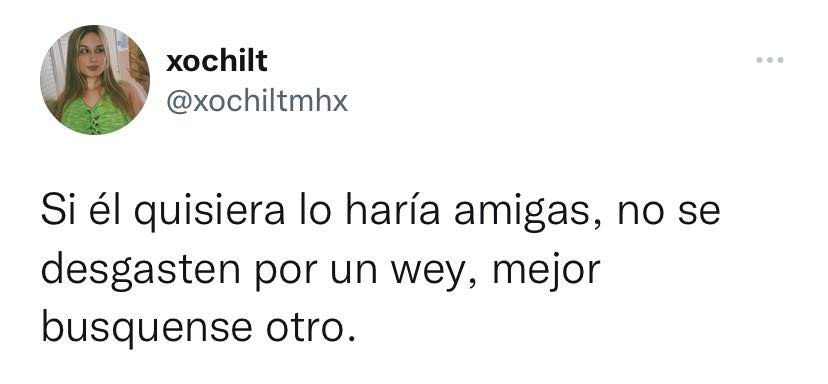 xochilt
@xochiltmhx
Si él quisiera lo haría amigas, no se
desgasten por un wey, mejor
busquense otro.